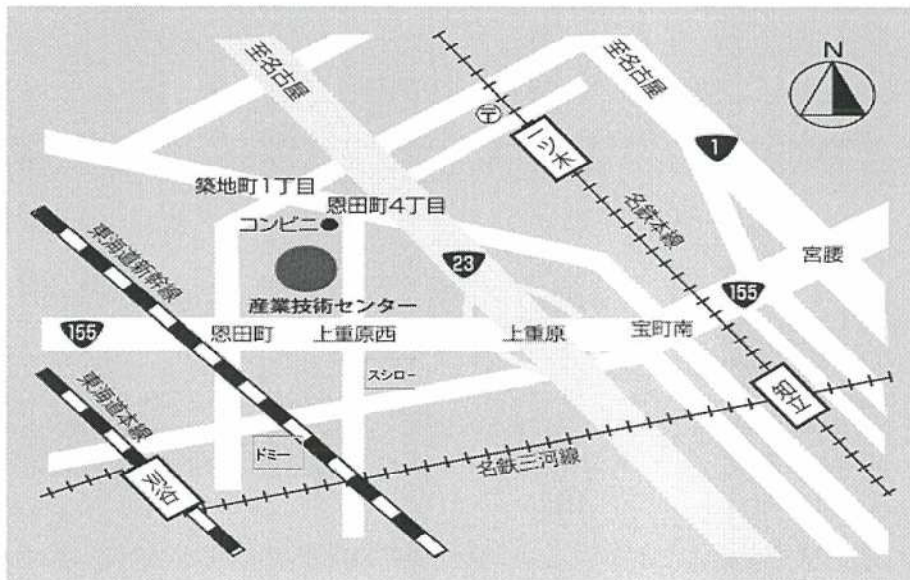 至名古屋
至名古屋
N
〒
一ツ木
1
築地町1丁目
恩田町4丁目
コンビニ
名鉄本線
東海道新幹線
23
宮腰
産業技術センター
155
155
恩田町
上重原西
上重原
宝町南
スシロー
東海道本線
知立
ドミー
名鉄三河線
刈谷